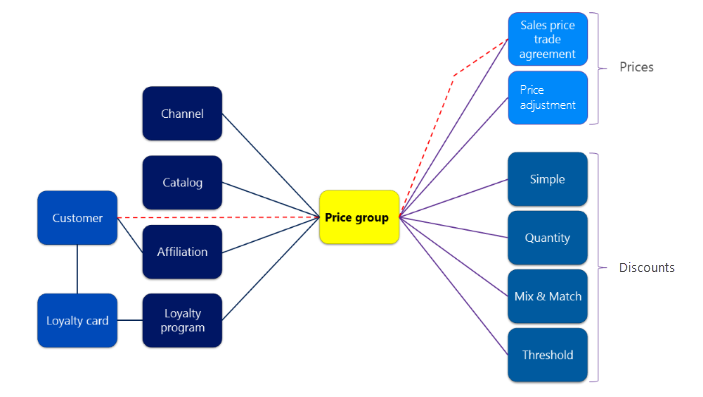 Sales price
trade
agreement
Prices
Price
adjustment
Channel
Catalog
Simple
Customer
Price group
Affiliation
Quantity
Discounts
Loyalty card
Loyalty
program
Mix & Match
Threshold